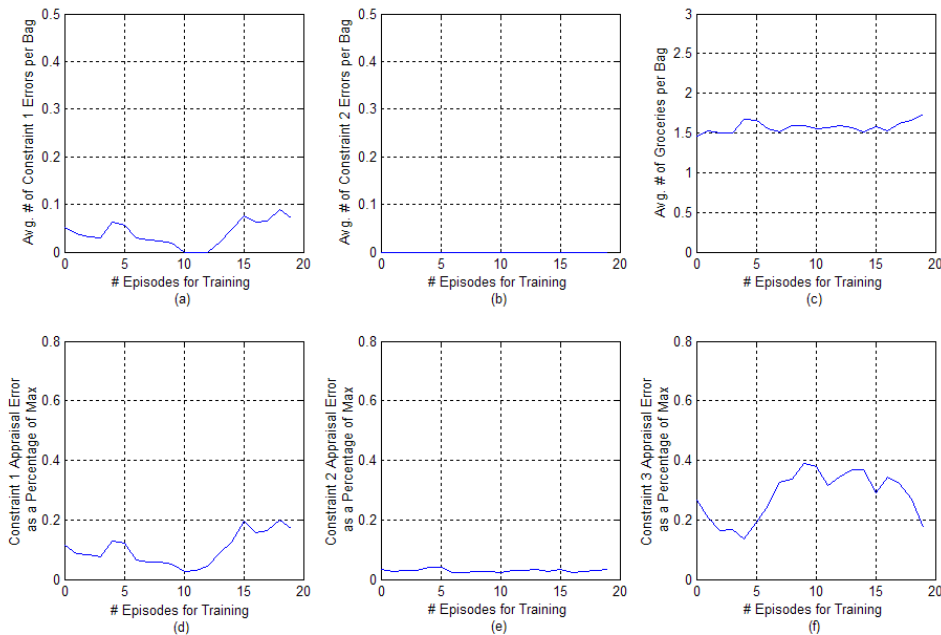 0.5
0.4
0.3
0.2
0.1
0
Avg. # of Constraint 1 Errors per Bag
0 5 10 15 20
# Episodes for Training
(a)
0.5
0.4
0.3
0.2
0.1
0
Avg. # of Constraint 2 Errors per Bag
0 5 10 15 20
# Episodes for Training
(b)
3
2.5
2
1.5
1
0.5
0
Avg. # of Groceries per Bag
0 5 10 15 20
# Episodes for Training
(c)
0.8
0.6
0.4
0.2
0
Constraint 1 Appraisal Error
as a Percentage of Max
0 5 10 15 20
# Episodes for Training
(d)
0.8
0.6
0.4
0.2
0
Constraint 2 Appraisal Error
as a Percentage of Max
0 5 10 15 20
# Episodes for Training
(e)
0.8
0.6
0.4
0.2
0
Constraint 3 Appraisal Error
as a Percentage of Max
0 5 10 15 20
# Episodes for Training
(f)